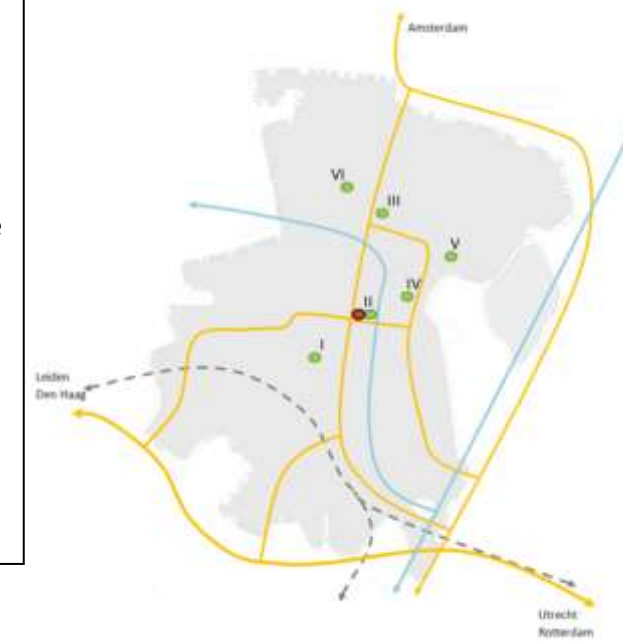 Amsterdam
VI
III
V
IV
II
I
Leiden
Den Haag
Utrecht
Rotterdam
e